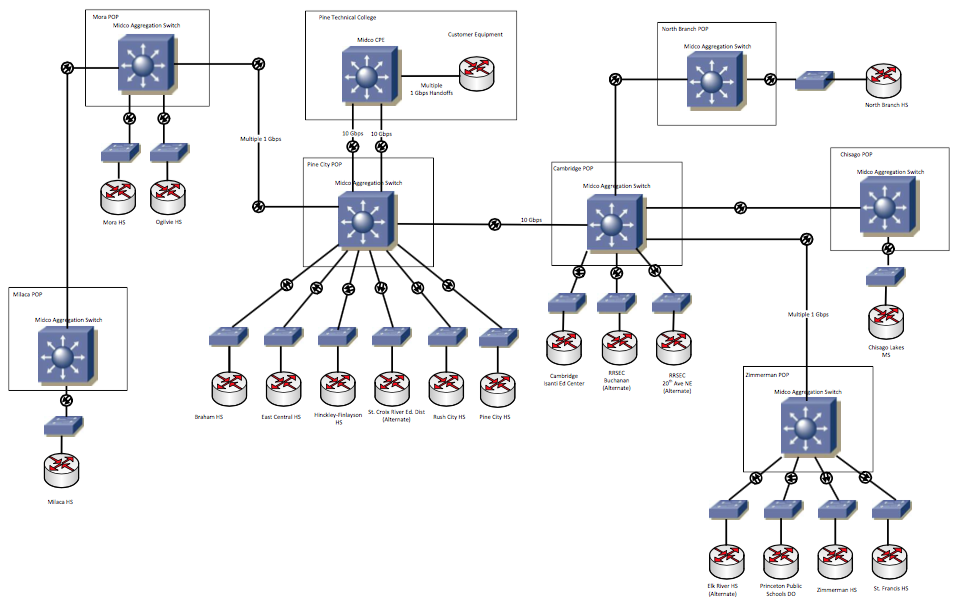 Mora POP
Midco Aggregation Switch
Mora HS
Ogilvie HS
Multiple 1 Gbps
Milaca POP
Midco Aggregation Switch
Milaca HS
Pine Technical College
Midco CPE
Customer Equipment
Multiple
1 Gbps Handoffs
10 Gbps
10 Gbps
Pine City POP
Midco Aggregation Switch
10 Gbps
Braham HS
East Central HS
Hinckley-Finlayson
HS
St. Croix River Ed. Dist
(Alternate)
Rush City HS
Pine City HS
Cambridge POP
Midco Aggregation Switch
Cambridge
Isanti Ed Center
RRSEC
Buchanan
(Alternate)
RRSEC
20th Ave NE
(Alternate)
North Branch POP
Midco Aggregation Switch
North Branch HS
Chisago POP
Midco Aggregation Switch
Chisago Lakes
MS
Multiple 1 Gbps
Zimmerman POP
Midco Aggregation Switch
Elk River HS
(Alternate)
Princeton Public
Schools DO
Zimmerman HS
St. Francis HS